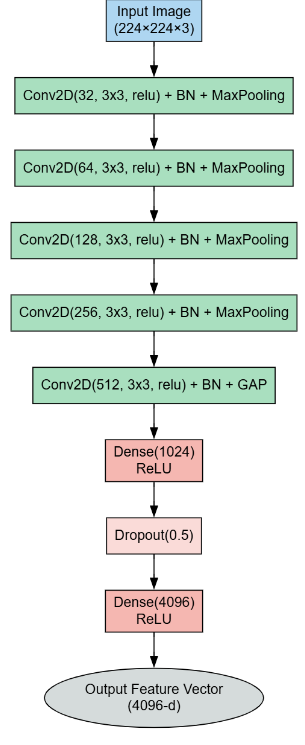 Input Image
(224×224×3)
Conv2D(32, 3x3, relu) + BN + MaxPooling
Conv2D(64, 3x3, relu) + BN + MaxPooling
Conv2D(128, 3x3, relu) + BN + MaxPooling
Conv2D(256, 3x3, relu) + BN + MaxPooling
Conv2D(512, 3x3, relu) + BN + GAP
Dense(1024)
ReLU
Dropout(0.5)
Dense(4096)
ReLU
Output Feature Vector
(4096-d)